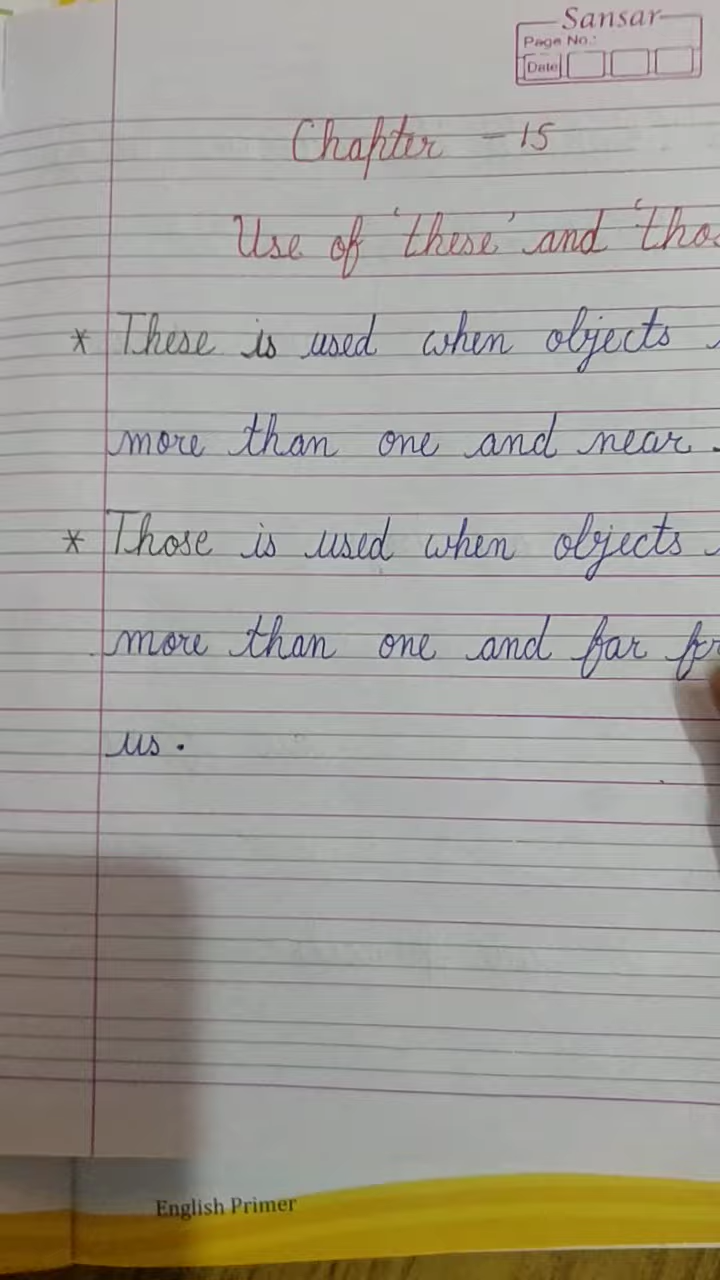 Sansar
Page No.:
Date
Chapter - 15
Use of 'these' and 'thos
* These is used when objects
more than one and near.
* Those is used when objects
more than one and far
us.
English Primer